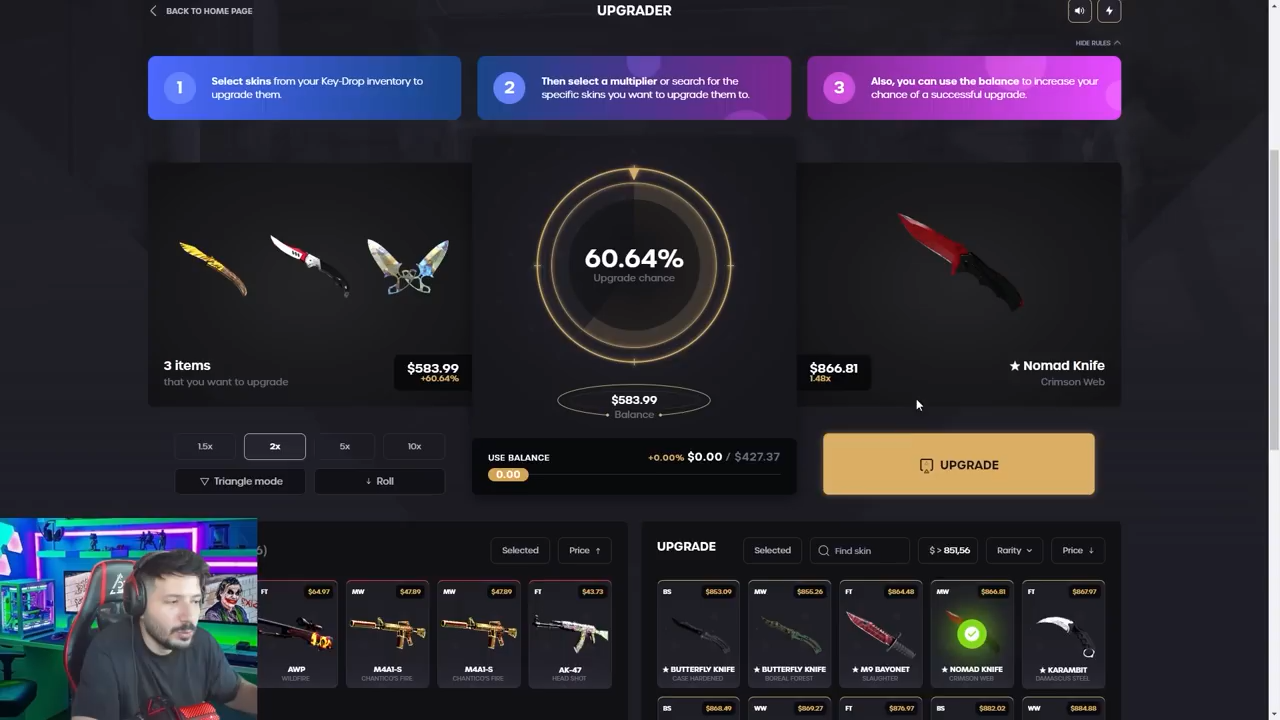 BACK TO HOME PAGE
UPGRADER
HIDE RULES
1
Select skins from your Key-Drop inventory to
upgrade them.
2
Then select a multiplier or search for the
specific skins you want to upgrade them to.
3
Also, you can use the balance to increase your
chance of a successful upgrade.
60.64%
Upgrade chance
3 items
that you want to upgrade
$583.99
+60.64%
$866.81
1.48x
★ Nomad Knife
Crimson Web
$583.99
Balance
1.5x
2x
5x
10x
Triangle mode
Roll
USE BALANCE
+0.00% $0.00 / $427.37
0.00
UPGRADE
Selected
Price
UPGRADE
Selected
Find skin
$ > 851,56
Rarity
Price
FT
$64.97
AWP
WILDFIRE
MW
$47.89
M4A1-S
CHANTICO'S FIRE
MW
$47.89
M4A1-S
CHANTICO'S FIRE
FT
$43.73
AK-47
HEAD SHOT
BS
$853.09
★ BUTTERFLY KNIFE
CASE HARDENED
MW
$855.26
★ BUTTERFLY KNIFE
BOREAL FOREST
FT
$864.48
★ M9 BAYONET
SLAUGHTER
MW
$866.81
★ NOMAD KNIFE
CRIMSON WEB
FT
$867.97
★ KARAMBIT
DAMASCUS STEEL
BS
$868.49
WW
$869.27
FT
$876.97
BS
$882.02
WW
$884.88